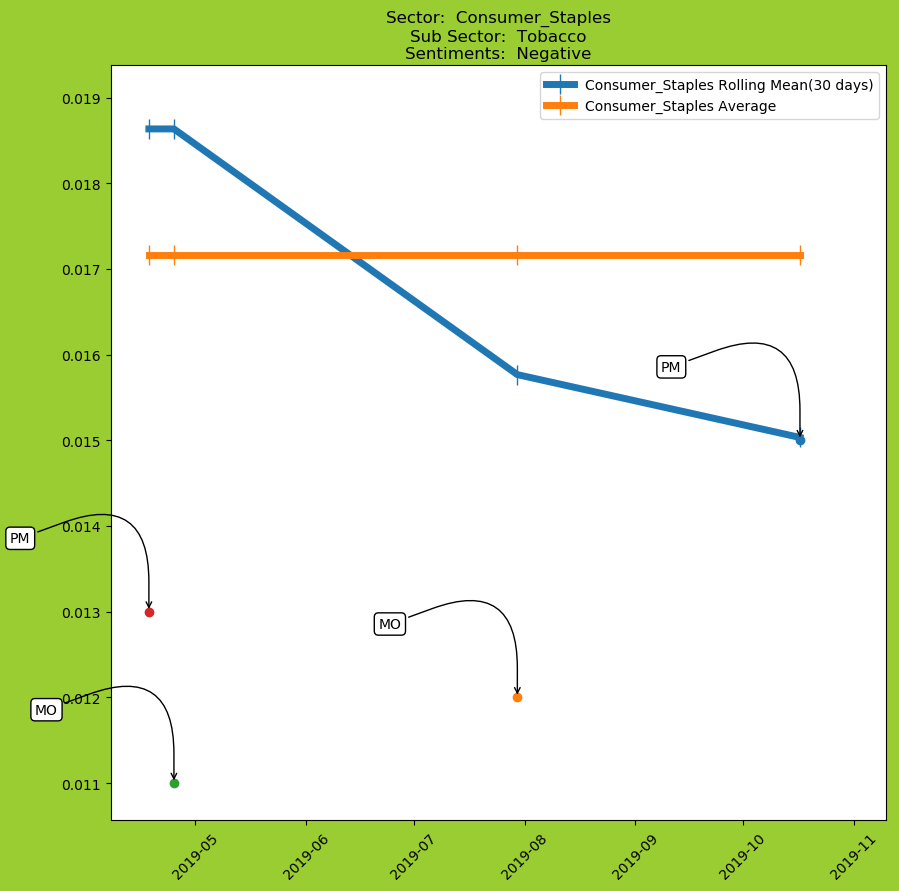 Sector:  Consumer_Staples
Sub Sector:  Tobacco
Sentiments:  Negative
Consumer_Staples Rolling Mean(30 days)
Consumer_Staples Average
0.019
0.018
0.017
0.016
PM
0.015
0.014
PM
0.013
MO
0.012
MO
0.011
2019-05
2019-06
2019-07
2019-08
2019-09
2019-10
2019-11